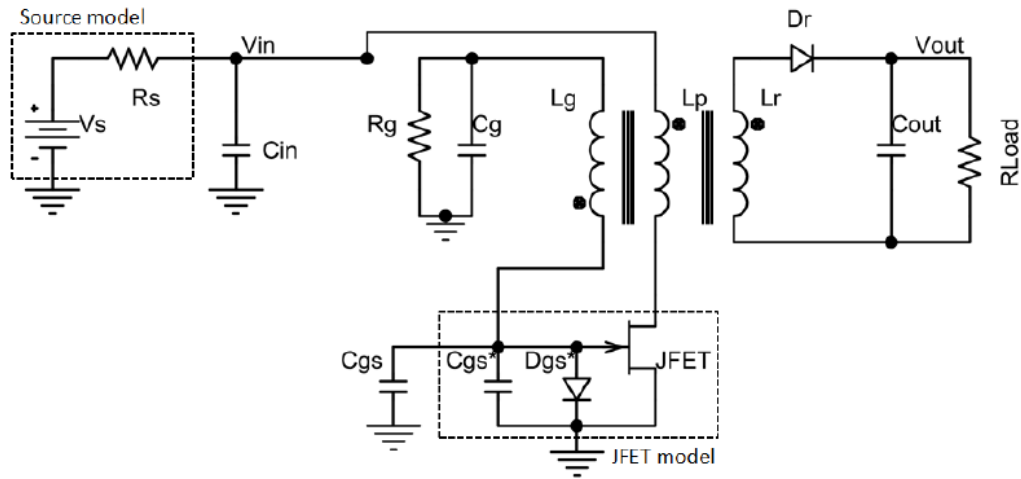 Source model
+
Vs
-
Rs
Vin
Cin
Rg
Cg
Lg
Lp
Lr
Dr
Vout
Cout
RLoad
Cgs
Cgs*
Dgs*
JFET
JFET model